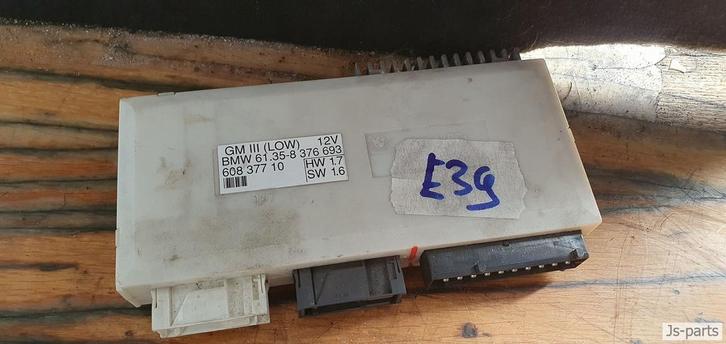 GM III (LOW) 12V
BMW 61.35-8 376 693
608 377 10 HW 1.7
SW 1.6
E39
Js-parts